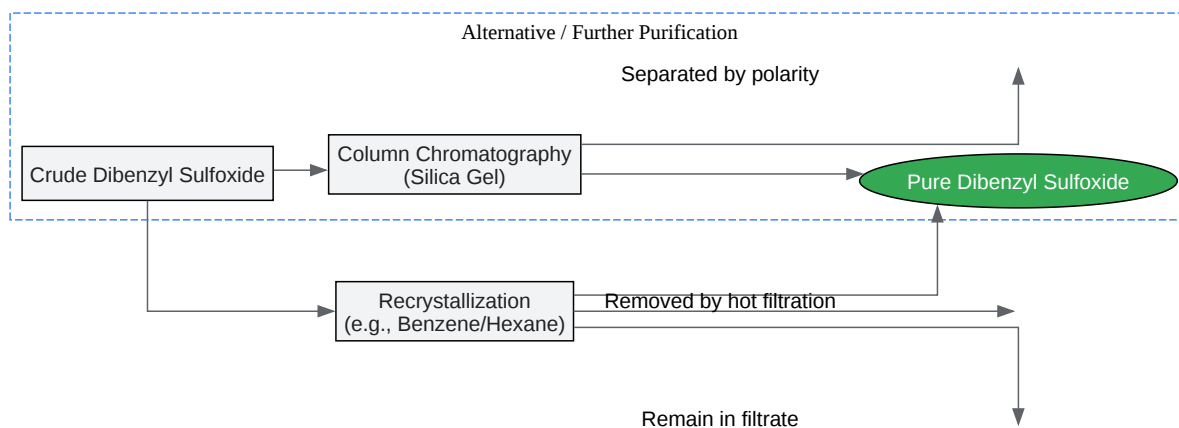 Alternative / Further Purification
Separated by polarity
Crude Dibenzyl Sulfoxide
Column Chromatography
(Silica Gel)
Pure Dibenzyl Sulfoxide
Recrystallization
(e.g., Benzene/Hexane)
Removed by hot filtration
Remain in filtrate